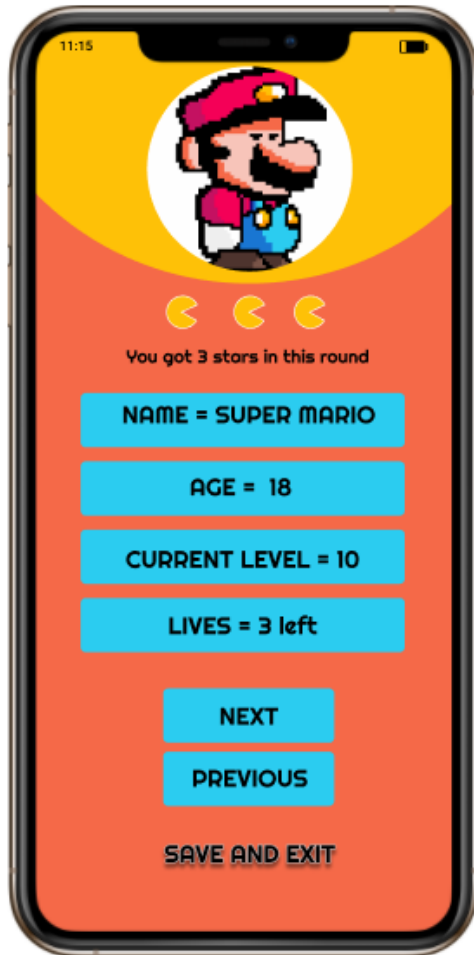 11:15
You got 3 stars in this round
NAME = SUPER MARIO
AGE = 18
CURRENT LEVEL = 10
LIVES = 3 left
NEXT
PREVIOUS
SAVE AND EXIT